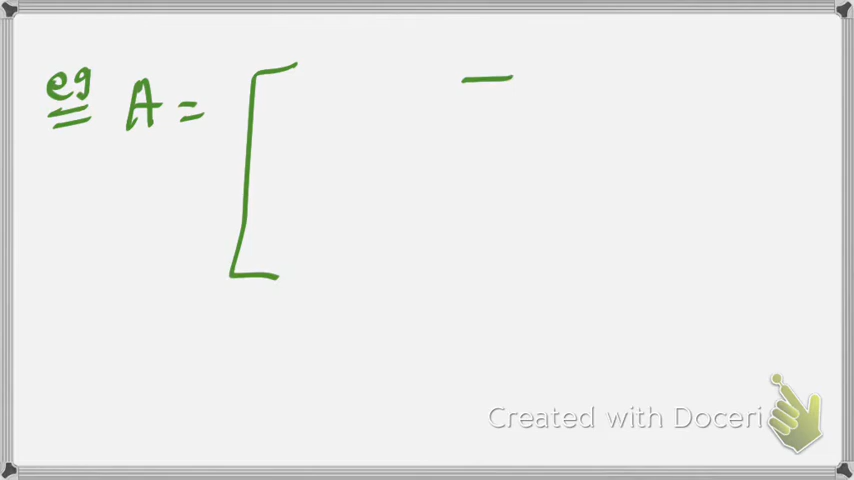 eg A = [
Created with Doceri